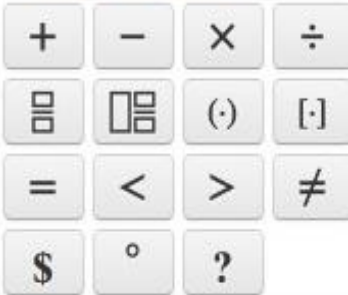 + − × ÷
(·) [·]
= < > ≠
$ ° ?